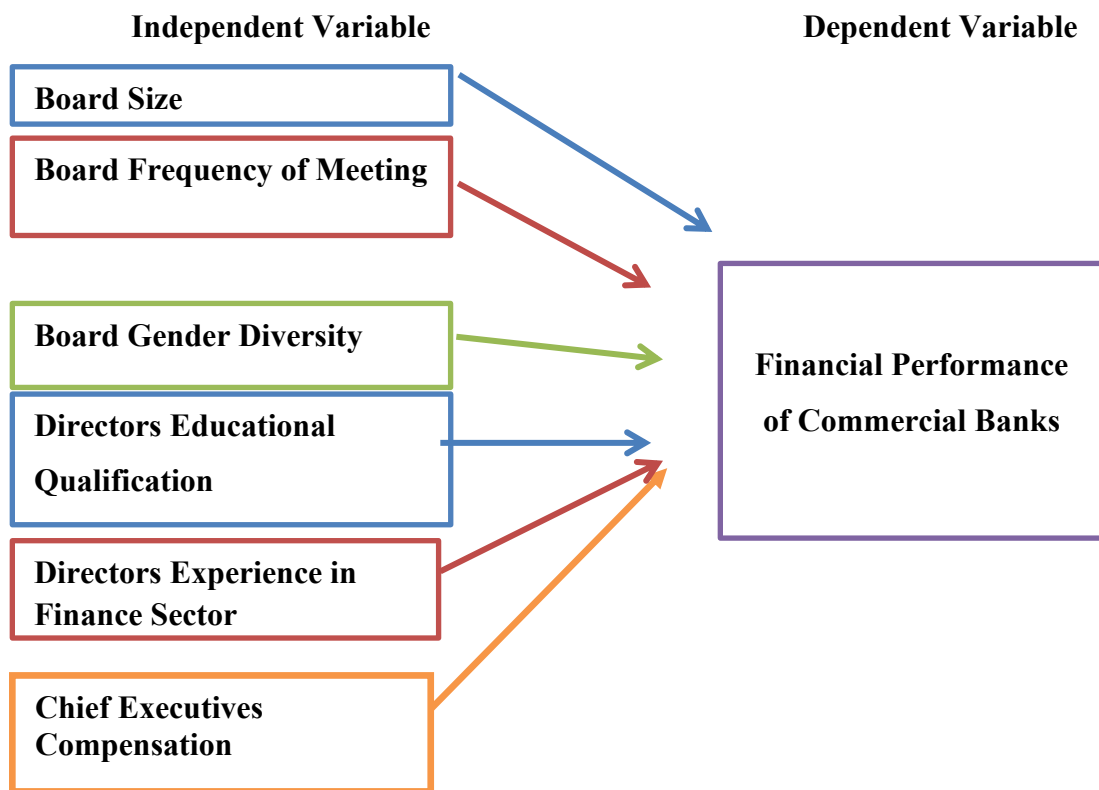 Independent Variable
Dependent Variable
Board Size
Board Frequency of Meeting
Board Gender Diversity
Directors Educational
Qualification
Directors Experience in
Finance Sector
Chief Executives
Compensation
Financial Performance
of Commercial Banks